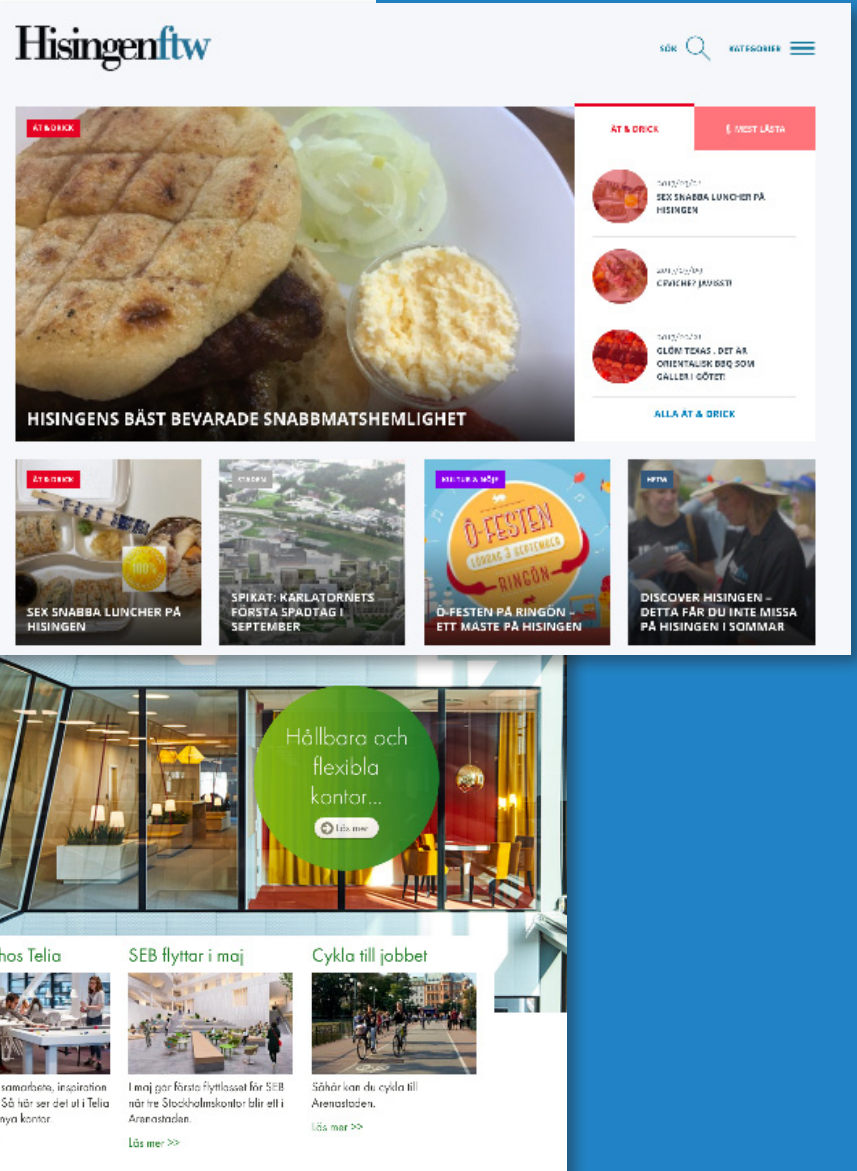 Hisingenftw
SÖK
KATEGORIER
ÄT & DRICK
HISINGENS BÄST BEVARADE SNABBMATSHEMLIGHET
ÄT & DRICK
MEST LÄSTA
SEX SNABBA LUNCHER PÅ
HISINGEN
CEVICHE? JAVISST!
GLÖM TEXAS . DET ÄR
ORIENTALISK BBQ SOM
GÄLLER I GÖTET!
ALLA ÄT & DRICK
ÄT & DRICK
100%
SEX SNABBA LUNCHER PÅ
HISINGEN
STADEN
SPIKAT: KARLATORNETS
FÖRSTA SPADTAG I
SEPTEMBER
KULTUR & NÖJE
Ö-FESTEN
LÖRDAG 3 SEPTEMBER
RINGÖN
Ö-FESTEN PÅ RINGÖN –
ETT MÅSTE PÅ HISINGEN
HFTW
DISCOVER HISINGEN –
DETTA FÅR DU INTE MISSA
PÅ HISINGEN I SOMMAR
Hållbara och
flexibla
kontor...
Läs mer
hos Telia
samarbete, inspiration
Så här ser det ut i Telia
nya kontor.
SEB flyttar i maj
I maj går första flyttlasset för SEB
när tre Stockholmskontor blir ett i
Arenastaden.
Läs mer >>
Cykla till jobbet
Såhär kan du cykla till
Arenastaden.
Läs mer >>